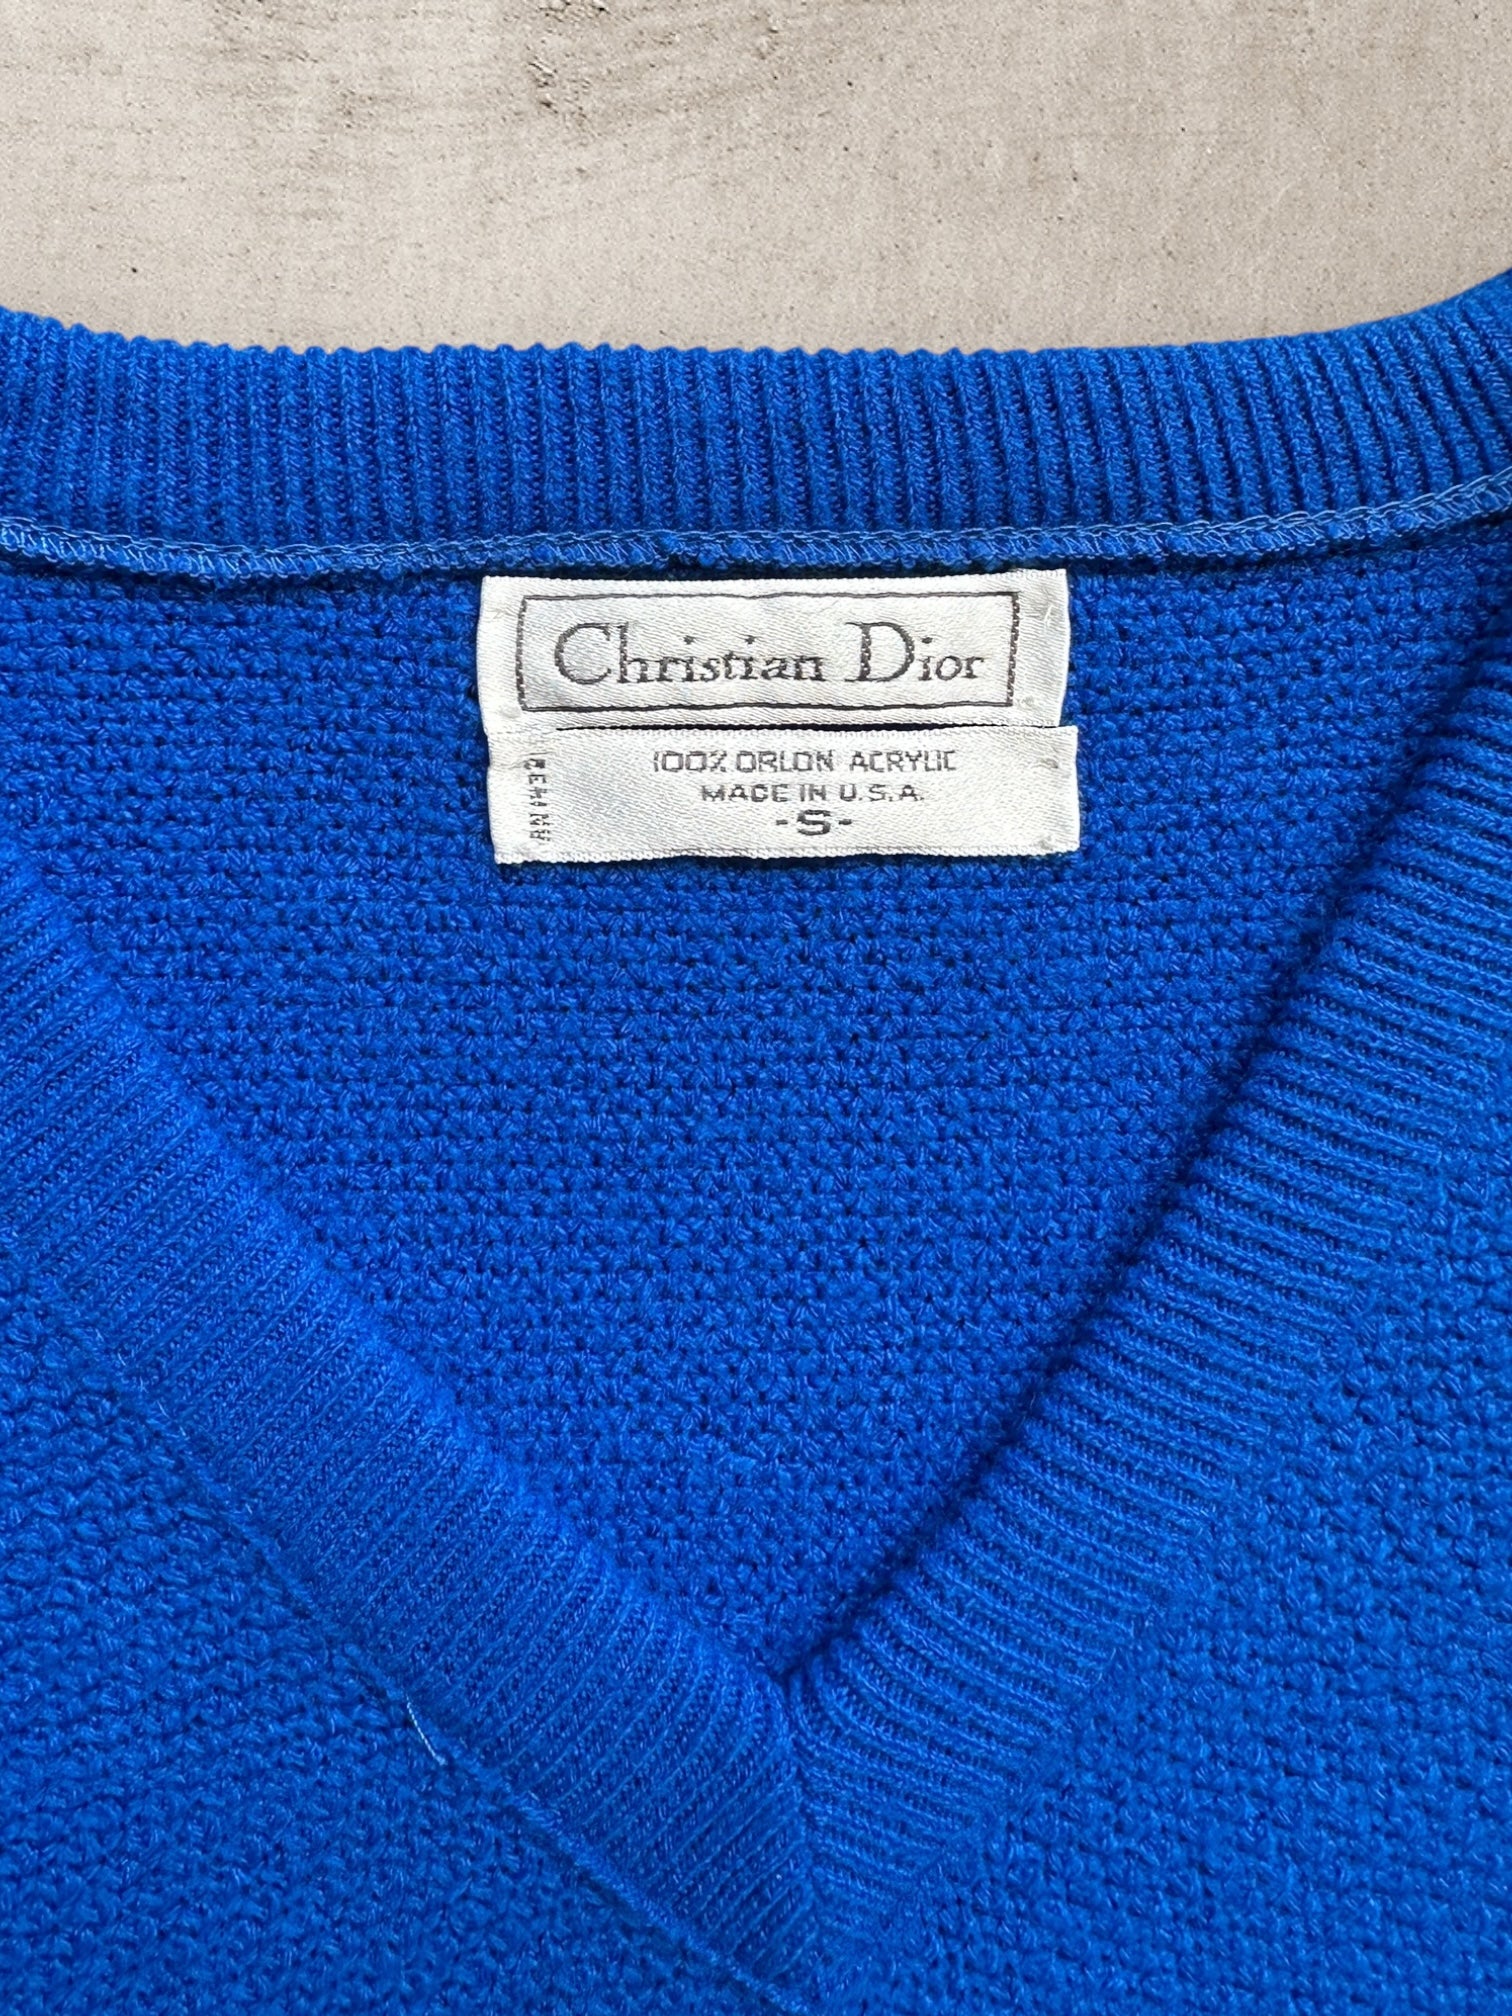 Christian Dior
100% ORLON ACRYLIC
MADE IN U.S.A.
-S-